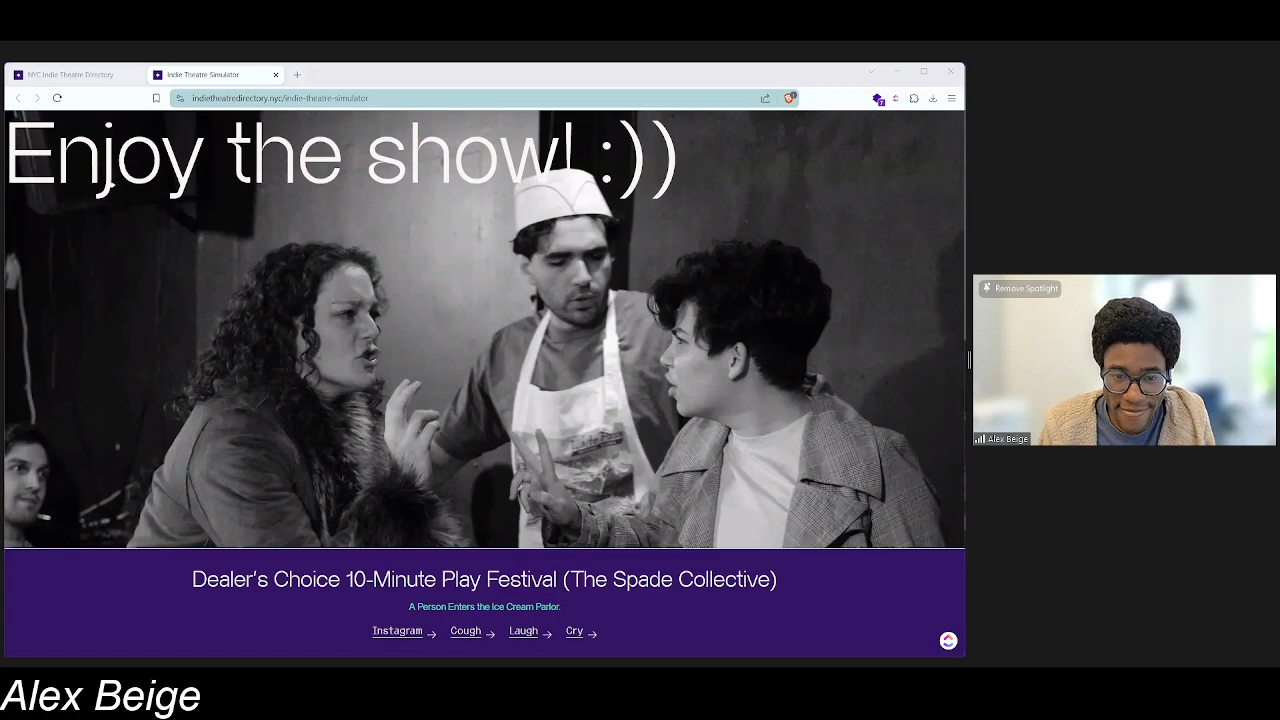 NYC Indie Theatre Directory
Indie Theatre Simulator
indietheatredirectory.nyc/indie-theatre-simulator
Enjoy the show! :))
Remove Spotlight
Alex Beige
Dealer's Choice 10-Minute Play Festival (The Spade Collective)
A Person Enters the Ice Cream Parlor.
Instagram → Cough → Laugh → Cry →
Alex Beige